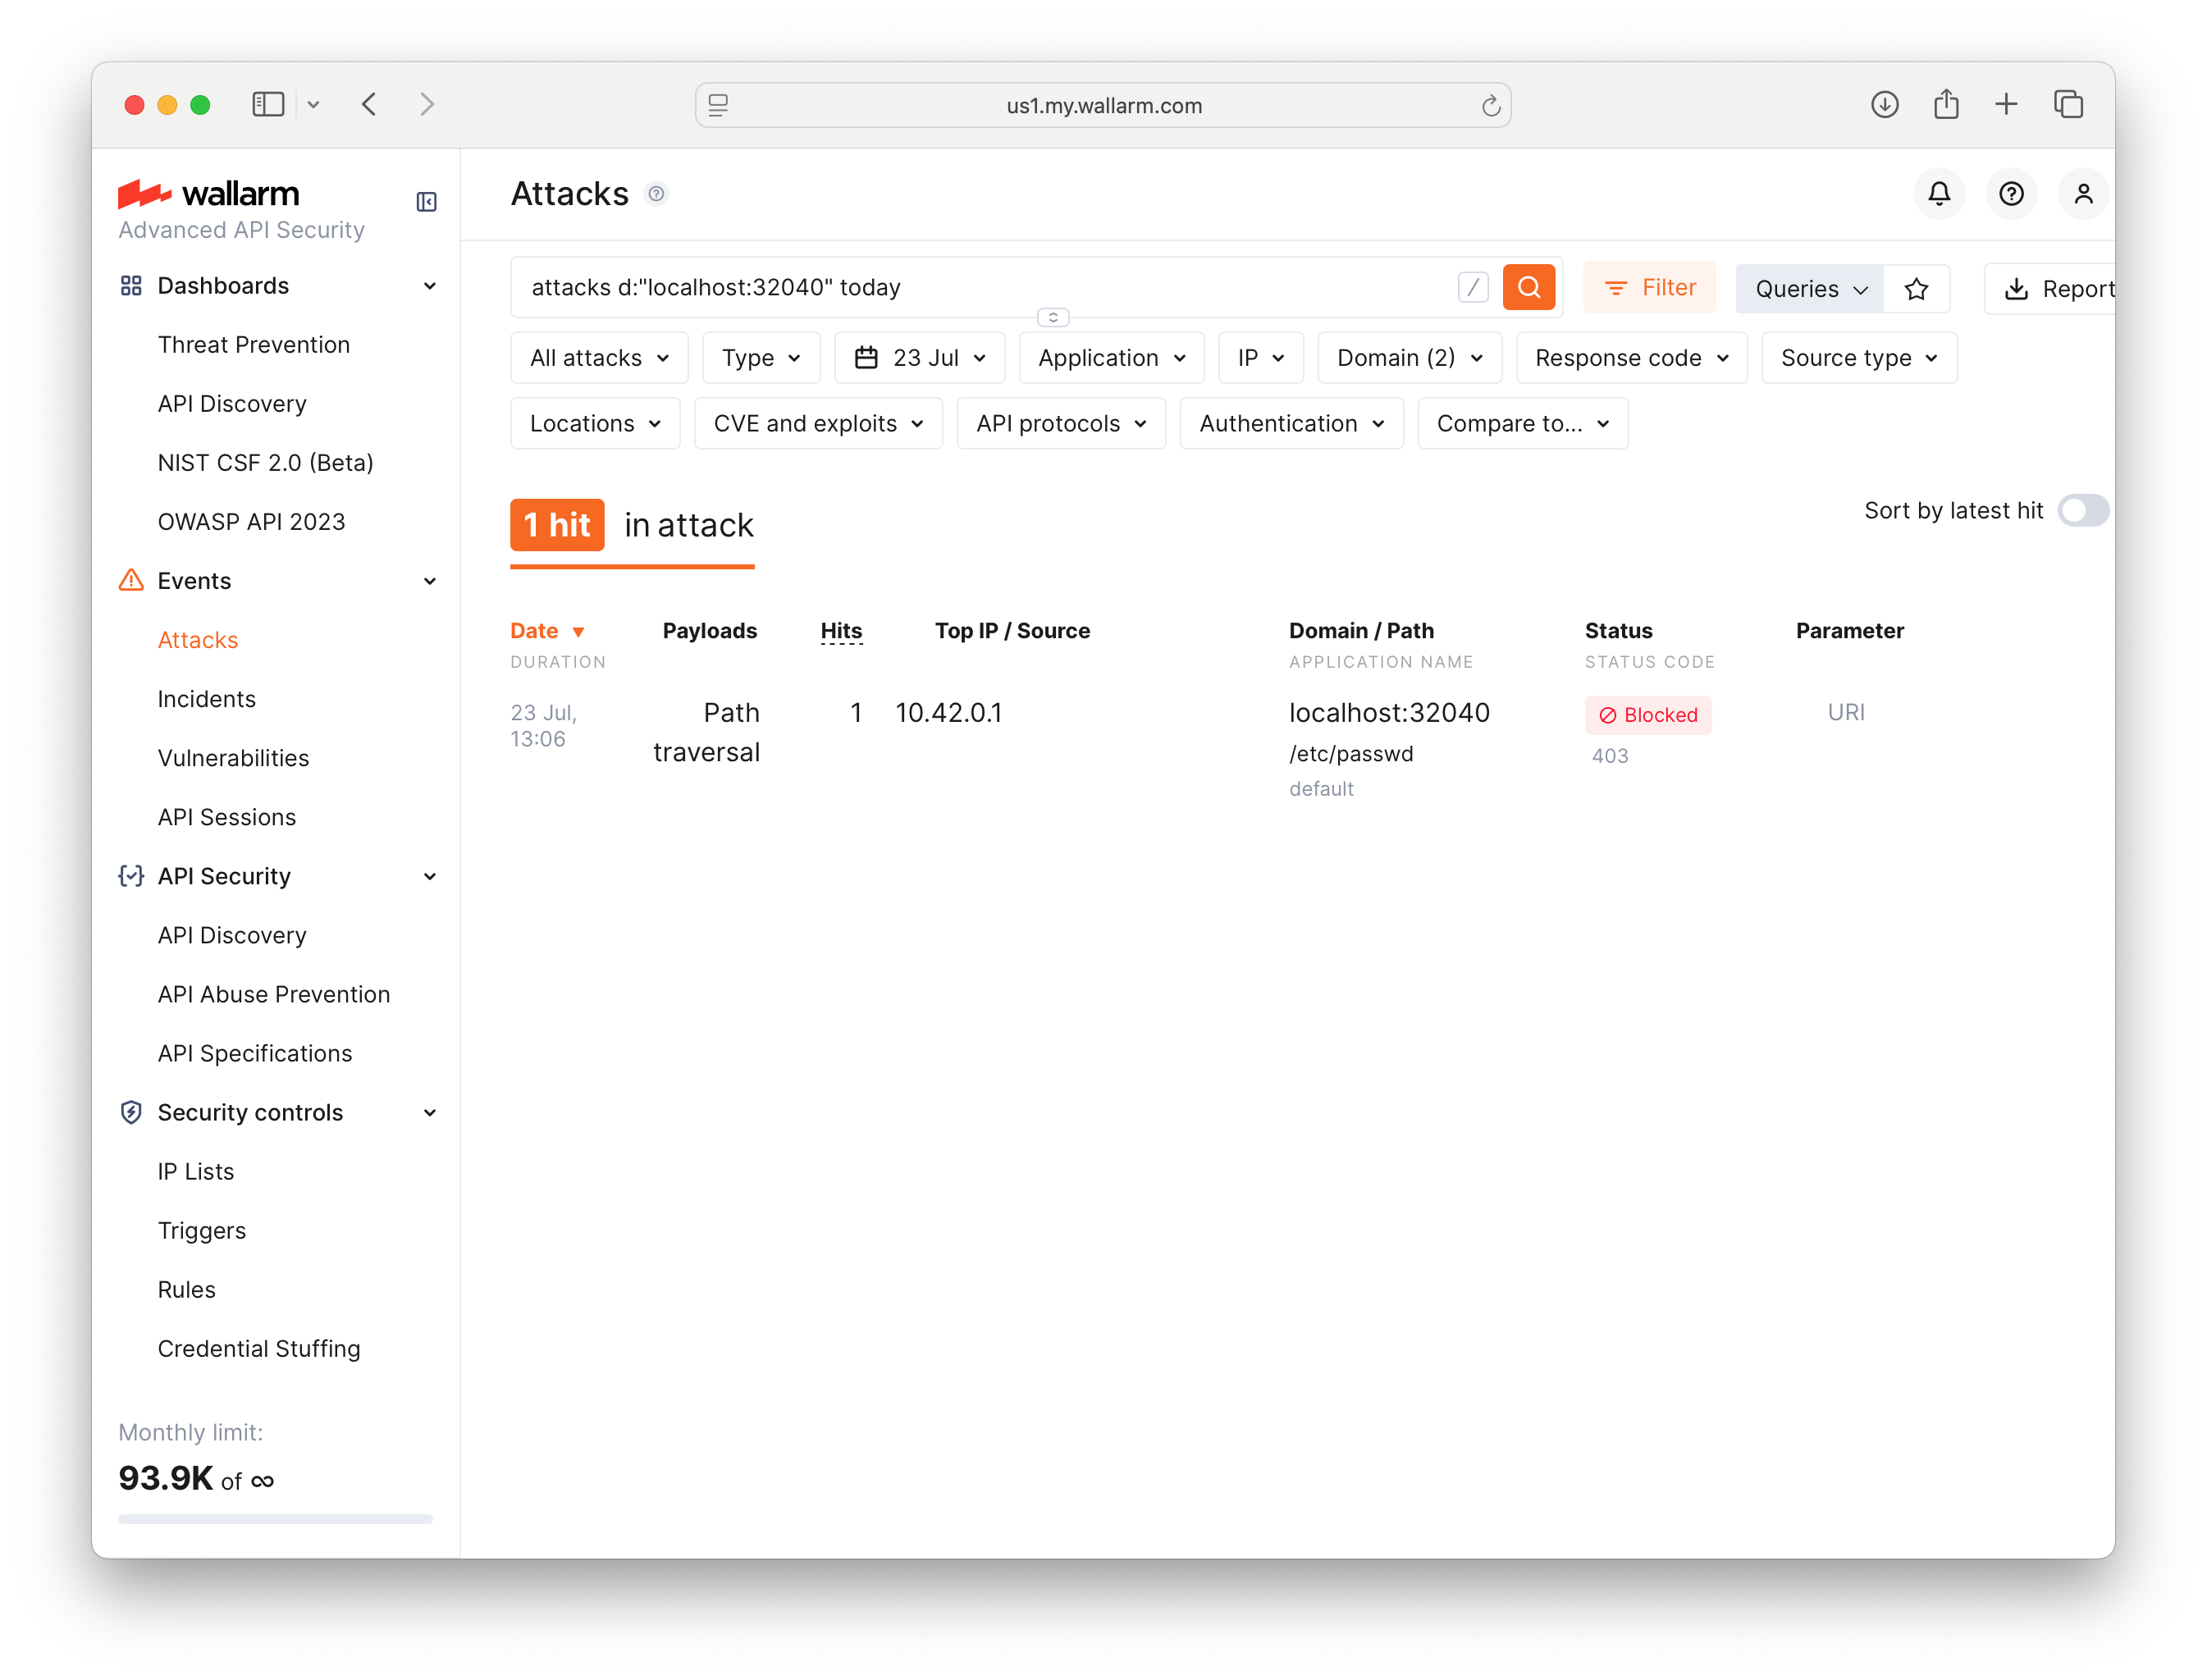 us1.my.wallarm.com
wallarm
Advanced API Security
Dashboards
Threat Prevention
API Discovery
NIST CSF 2.0 (Beta)
OWASP API 2023
Events
Attacks
Incidents
Vulnerabilities
API Sessions
API Security
API Discovery
API Abuse Prevention
API Specifications
Security controls
IP Lists
Triggers
Rules
Credential Stuffing
Monthly limit:
93.9K of ∞
Attacks
attacks d:"localhost:32040" today /
Filter
Queries
Report
All attacks Type 23 Jul Application IP Domain (2) Response code Source type
Locations CVE and exploits API protocols Authentication Compare to...
1 hit in attack
Sort by latest hit
Date Payloads Hits Top IP / Source Domain / Path Status Parameter
DURATION APPLICATION NAME STATUS CODE
23 Jul, Path 1 10.42.0.1 localhost:32040 Blocked URI
13:06 traversal /etc/passwd 403
default